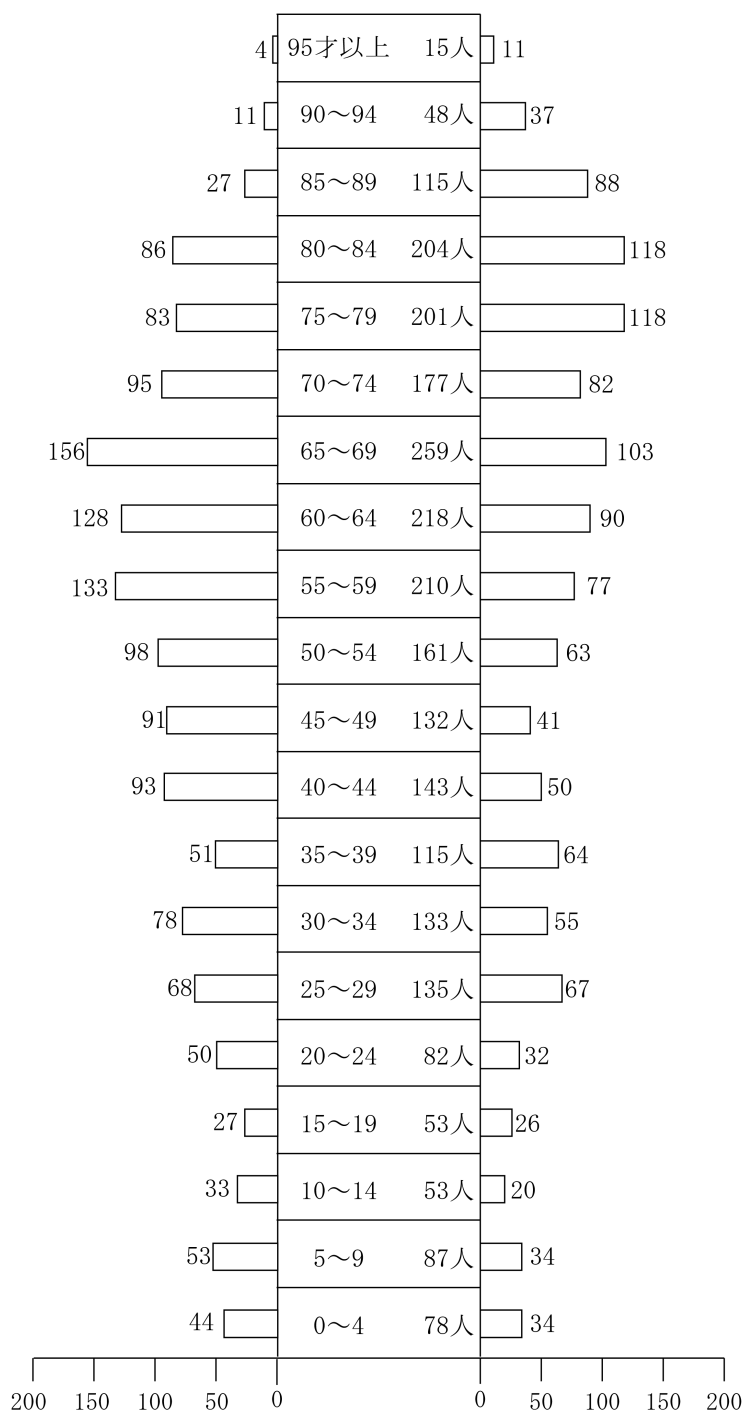 4 95才以上 15人 11
11 90～94 48人 37
27 85～89 115人 88
86 80～84 204人 118
83 75～79 201人 118
95 70～74 177人 82
156 65～69 259人 103
128 60～64 218人 90
133 55～59 210人 77
98 50～54 161人 63
91 45～49 132人 41
93 40～44 143人 50
51 35～39 115人 64
78 30～34 133人 55
68 25～29 135人 67
50 20～24 82人 32
27 15～19 53人 26
33 10～14 53人 20
53 5～9 87人 34
44 0～4 78人 34
200 150 100 50 0 0 50 100 150 200